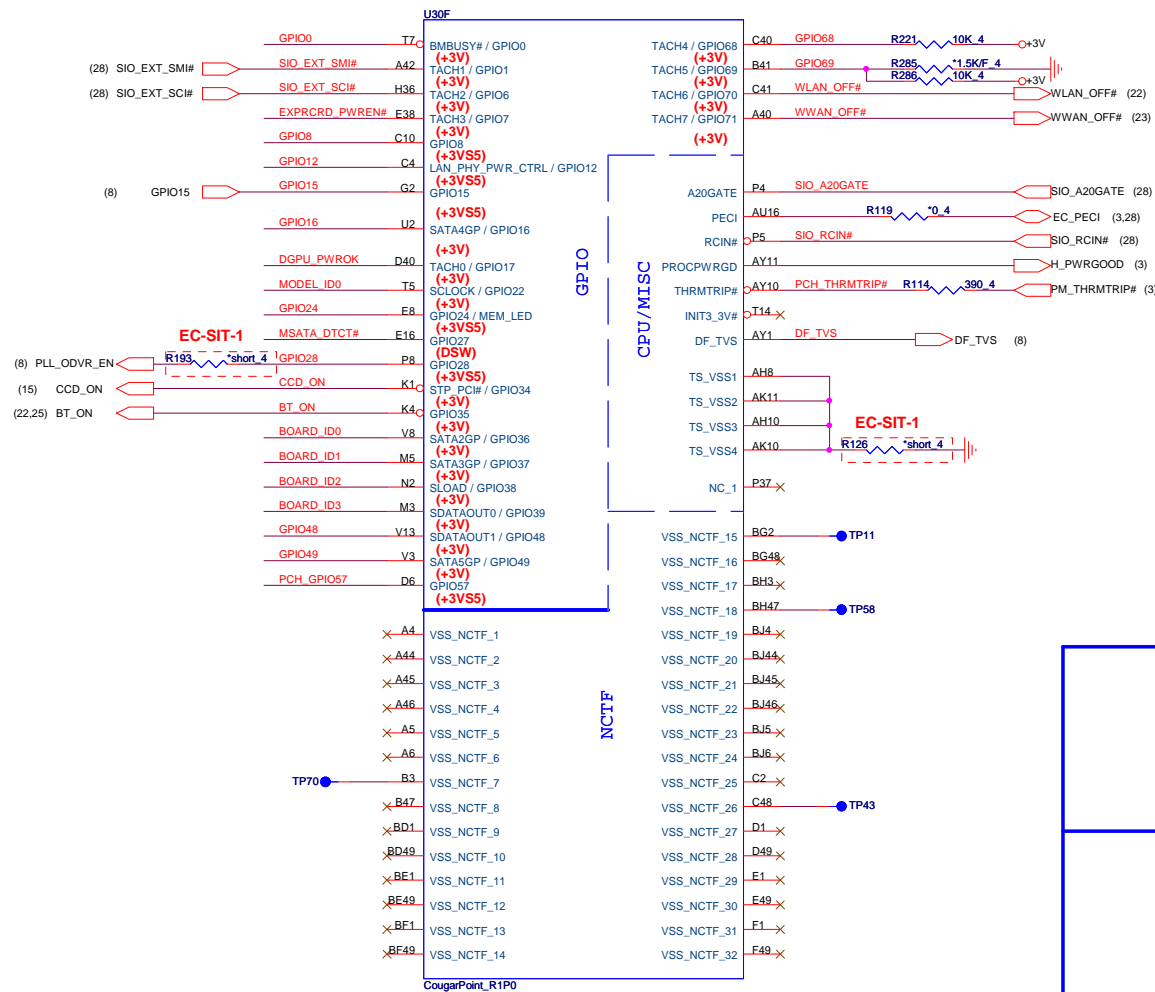 U30F
GPIO0 T7 BMBUSY# / GPIO0 (+3V)
(28) SIO_EXT_SMI# SIO_EXT_SMI# A42 TACH1 / GPIO1 (+3V)
(28) SIO_EXT_SCI# SIO_EXT_SCI# H36 TACH2 / GPIO6 (+3V)
EXPRCRD_PWREN# E38 TACH3 / GPIO7 (+3V)
GPIO8 C10 GPIO8 (+3VS5)
GPIO12 C4 LAN_PHY_PWR_CTRL / GPIO12 (+3VS5)
(8) GPIO15 GPIO15 G2 GPIO15 (+3VS5)
GPIO16 U2 SATA4GP / GPIO16 (+3V)
DGPU_PWROK D40 TACH0 / GPIO17 (+3V)
MODEL_ID0 T5 SCLOCK / GPIO22 (+3V)
GPIO24 E8 GPIO24 / MEM_LED (+3VS5)
MSATA_DTCT# E16 GPIO27 (DSW)
EC-SIT-1
(8) PLL_ODVR_EN R193 *short_4 GPIO28 P8 GPIO28 (+3VS5)
(15) CCD_ON CCD_ON K1 STP_PCI# / GPIO34 (+3V)
(22,25) BT_ON BT_ON K4 GPIO35 (+3V)
BOARD_ID0 V8 SATA2GP / GPIO36 (+3V)
BOARD_ID1 M5 SATA3GP / GPIO37 (+3V)
BOARD_ID2 N2 SLOAD / GPIO38 (+3V)
BOARD_ID3 M3 SDATAOUT0 / GPIO39 (+3V)
GPIO48 V13 SDATAOUT1 / GPIO48 (+3V)
GPIO49 V3 SATA5GP / GPIO49 (+3V)
PCH_GPIO57 D6 GPIO57 (+3VS5)
A4 VSS_NCTF_1
A44 VSS_NCTF_2
A45 VSS_NCTF_3
A46 VSS_NCTF_4
A5 VSS_NCTF_5
A6 VSS_NCTF_6
TP70 B3 VSS_NCTF_7
B47 VSS_NCTF_8
BD1 VSS_NCTF_9
BD49 VSS_NCTF_10
BE1 VSS_NCTF_11
BE49 VSS_NCTF_12
BF1 VSS_NCTF_13
BF49 VSS_NCTF_14
GPIO
CPU/MISC
NCTF
TACH4 / GPIO68 (+3V) C40 GPIO68 R221 10K_4 +3V
TACH5 / GPIO69 (+3V) B41 GPIO69 R285 *1.5K/F_4
R286 10K_4 +3V
TACH6 / GPIO70 (+3V) C41 WLAN_OFF# WLAN_OFF# (22)
TACH7 / GPIO71 (+3V) A40 WWAN_OFF# WWAN_OFF# (23)
A20GATE P4 SIO_A20GATE SIO_A20GATE (28)
PECI AU16 R119 *0_4 EC_PECI (3,28)
RCIN# P5 SIO_RCIN# SIO_RCIN# (28)
PROCPWRGD AY11 H_PWRGOOD (3)
THRMTRIP# AY10 PCH_THRMTRIP# R114 390_4 PM_THRMTRIP# (3)
INIT3_3V# T14
DF_TVS AY1 DF_TVS DF_TVS (8)
TS_VSS1 AH8
TS_VSS2 AK11
TS_VSS3 AH10
EC-SIT-1
TS_VSS4 AK10 R126 *short_4
NC_1 P37
VSS_NCTF_15 BG2 TP11
VSS_NCTF_16 BG48
VSS_NCTF_17 BH3
VSS_NCTF_18 BH47 TP58
VSS_NCTF_19 BJ4
VSS_NCTF_20 BJ44
VSS_NCTF_21 BJ45
VSS_NCTF_22 BJ46
VSS_NCTF_23 BJ5
VSS_NCTF_24 BJ6
VSS_NCTF_25 C2
VSS_NCTF_26 C48 TP43
VSS_NCTF_27 D1
VSS_NCTF_28 D49
VSS_NCTF_29 E1
VSS_NCTF_30 E49
VSS_NCTF_31 F1
VSS_NCTF_32 F49
CougarPoint_R1P0